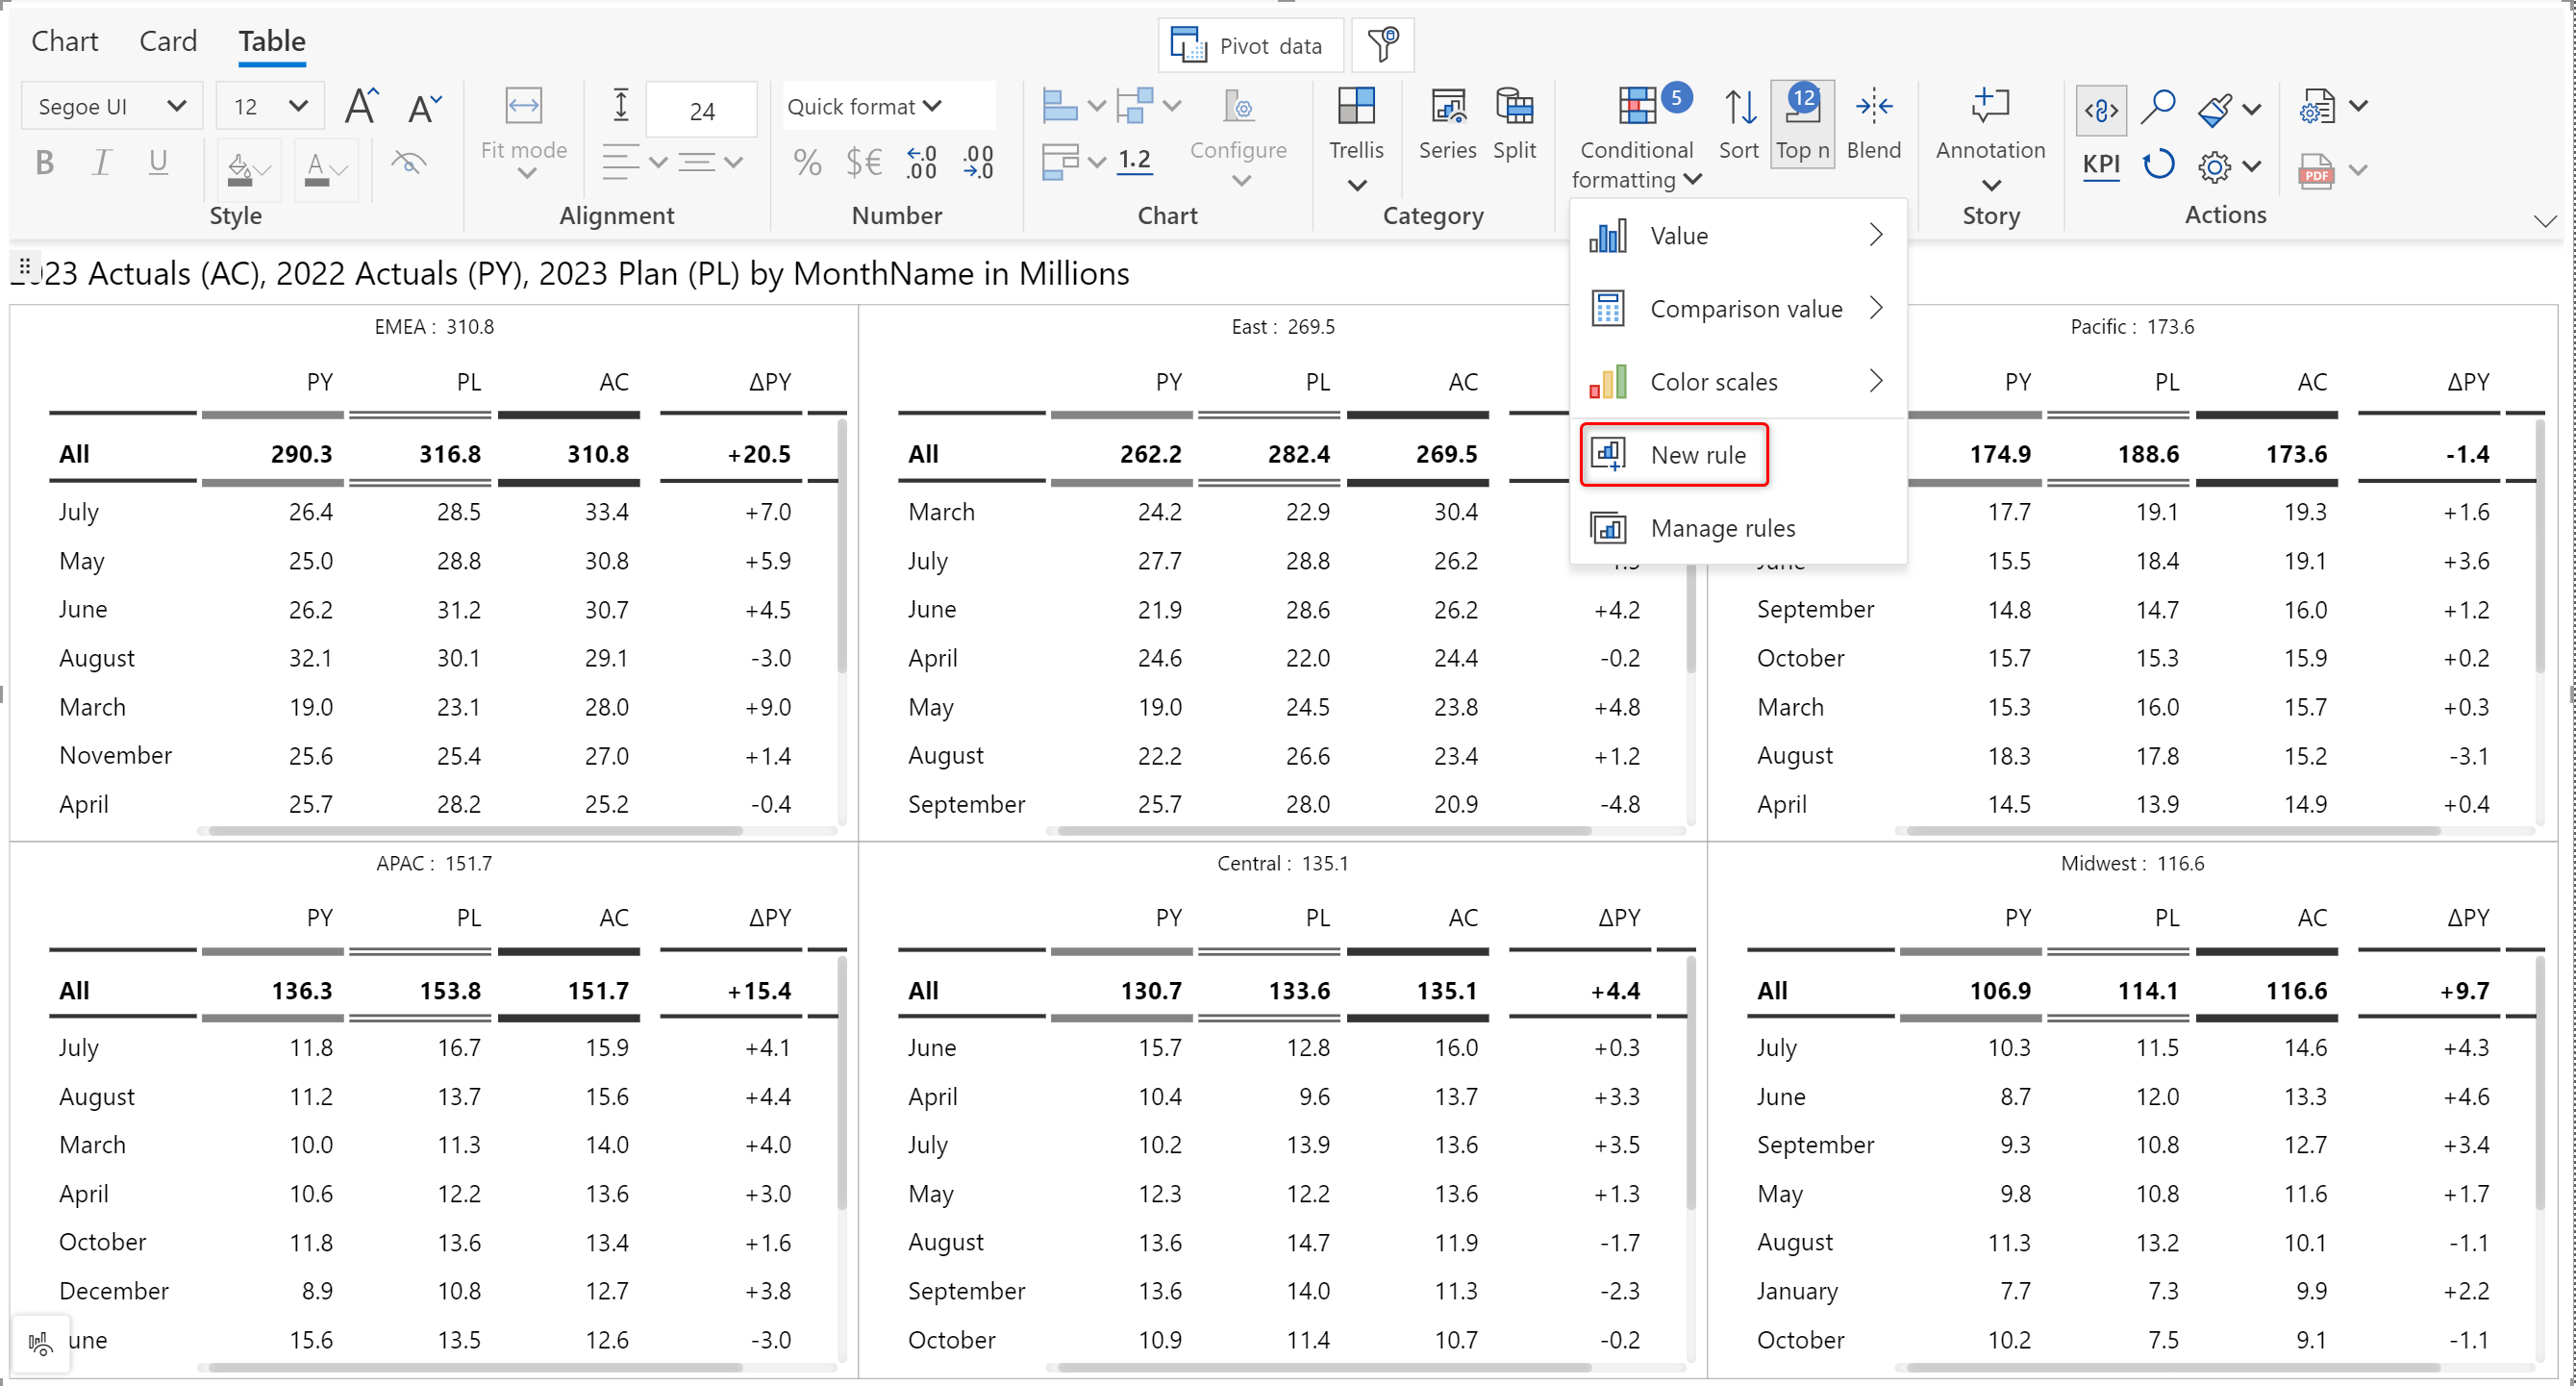 Chart Card Table
Pivot data
Segoe UI 12 A A
B I U A
Style
Fit mode
24
Alignment
Quick format
% $€ .0 .00 .00 .0
Number
1.2 Configure
Chart
Trellis
Series Split
Category
5
Conditional
formatting
Sort
12
Top n
Blend
Annotation
Story
KPI
PDF
Actions
Value
Comparison value
Color scales
New rule
Manage rules
2023 Actuals (AC), 2022 Actuals (PY), 2023 Plan (PL) by MonthName in Millions
EMEA : 310.8
PY PL AC ΔPY
All 290.3 316.8 310.8 +20.5
July 26.4 28.5 33.4 +7.0
May 25.0 28.8 30.8 +5.9
June 26.2 31.2 30.7 +4.5
August 32.1 30.1 29.1 -3.0
March 19.0 23.1 28.0 +9.0
November 25.6 25.4 27.0 +1.4
April 25.7 28.2 25.2 -0.4
East : 269.5
PY PL AC
All 262.2 282.4 269.5
March 24.2 22.9 30.4
July 27.7 28.8 26.2
June 21.9 28.6 26.2 +4.2
April 24.6 22.0 24.4 -0.2
May 19.0 24.5 23.8 +4.8
August 22.2 26.6 23.4 +1.2
September 25.7 28.0 20.9 -4.8
Pacific : 173.6
PY PL AC ΔPY
174.9 188.6 173.6 -1.4
17.7 19.1 19.3 +1.6
June 15.5 18.4 19.1 +3.6
September 14.8 14.7 16.0 +1.2
October 15.7 15.3 15.9 +0.2
March 15.3 16.0 15.7 +0.3
August 18.3 17.8 15.2 -3.1
April 14.5 13.9 14.9 +0.4
APAC : 151.7
PY PL AC ΔPY
All 136.3 153.8 151.7 +15.4
July 11.8 16.7 15.9 +4.1
August 11.2 13.7 15.6 +4.4
March 10.0 11.3 14.0 +4.0
April 10.6 12.2 13.6 +3.0
October 11.8 13.6 13.4 +1.6
December 8.9 10.8 12.7 +3.8
une 15.6 13.5 12.6 -3.0
Central : 135.1
PY PL AC ΔPY
All 130.7 133.6 135.1 +4.4
June 15.7 12.8 16.0 +0.3
April 10.4 9.6 13.7 +3.3
July 10.2 13.9 13.6 +3.5
May 12.3 12.2 13.6 +1.3
August 13.6 14.7 11.9 -1.7
September 13.6 14.0 11.3 -2.3
October 10.9 11.4 10.7 -0.2
Midwest : 116.6
PY PL AC ΔPY
All 106.9 114.1 116.6 +9.7
July 10.3 11.5 14.6 +4.3
June 8.7 12.0 13.3 +4.6
September 9.3 10.8 12.7 +3.4
May 9.8 10.8 11.6 +1.7
August 11.3 13.2 10.1 -1.1
January 7.7 7.3 9.9 +2.2
October 10.2 7.5 9.1 -1.1